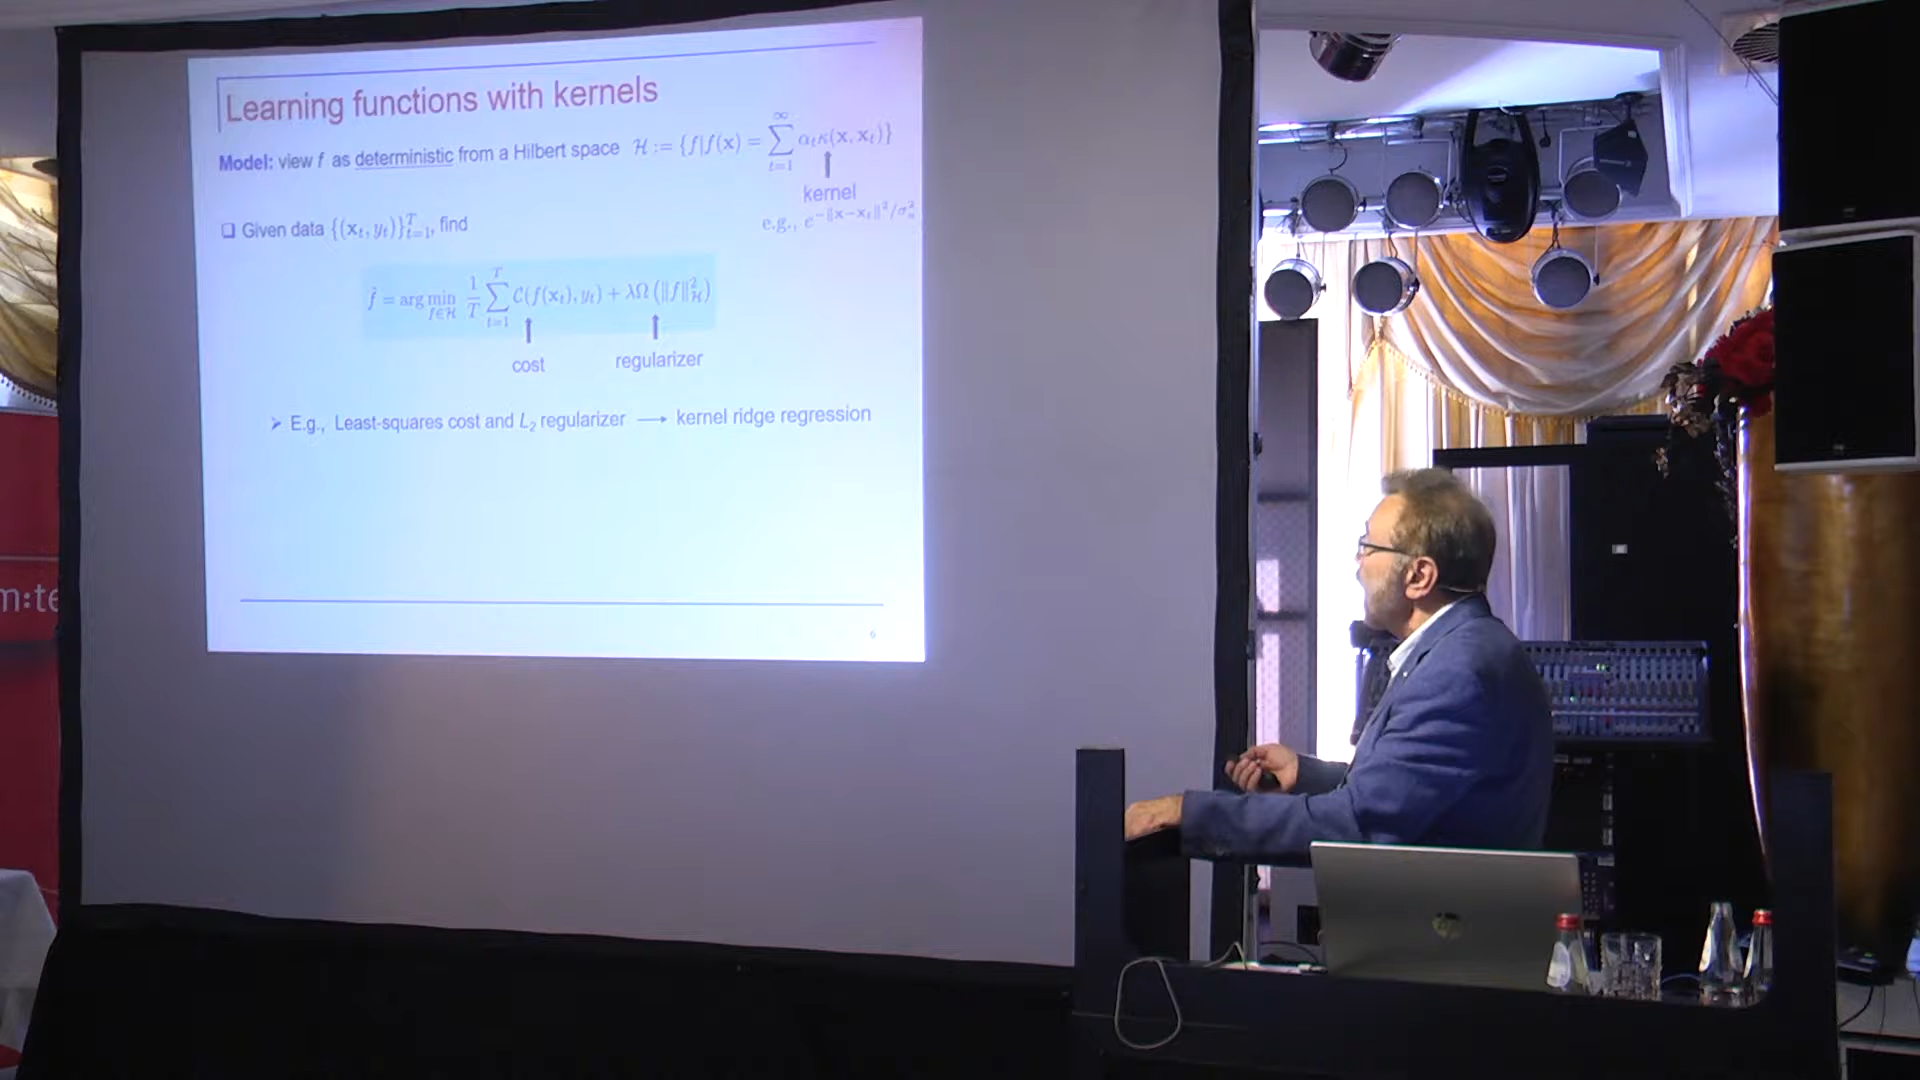 Learning functions with kernels
Model: view f as deterministic from a Hilbert space ℋ := {f|f(x) = ∑_{t=1}^{∞} α_t κ(x, x_t)}
kernel
e.g., e^{−‖x−x_t‖²/σ_κ²}
❑ Given data {(x_t, y_t)}_{t=1}^{T}, find
f̂ = arg min_{f∈ℋ} 1/T ∑_{t=1}^{T} C(f(x_t), y_t) + λΩ(‖f‖²_ℋ)
cost
regularizer
➢ E.g., Least-squares cost and L₂ regularizer ⟶ kernel ridge regression
6
m:te
hp